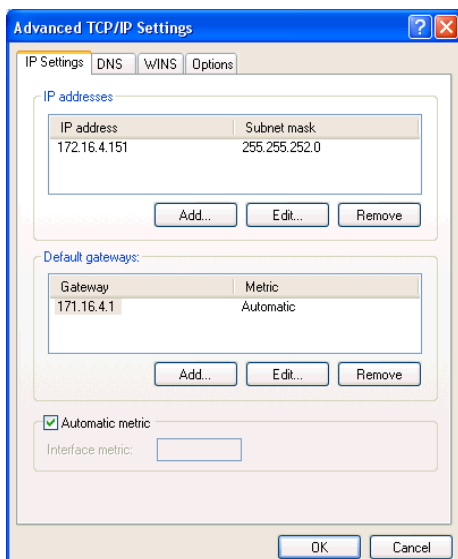 Advanced TCP/IP Settings
IP Settings DNS WINS Options
IP addresses
IP address Subnet mask
172.16.4.151 255.255.252.0
Add... Edit... Remove
Default gateways:
Gateway Metric
171.16.4.1 Automatic
Add... Edit... Remove
Automatic metric
Interface metric:
OK Cancel